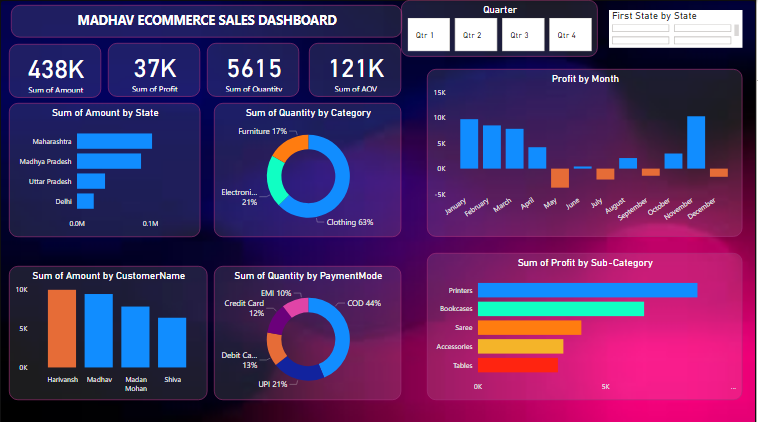 MADHAV ECOMMERCE SALES DASHBOARD
Quarter
Qtr 1
Qtr 2
Qtr 3
Qtr 4
First State by State
438K
Sum of Amount
37K
Sum of Profit
5615
Sum of Quantity
121K
Sum of AOV
Sum of Amount by State
Maharashtra
Madhya Pradesh
Uttar Pradesh
Delhi
0.0M
0.1M
Sum of Quantity by Category
Furniture 17%
Electroni...
21%
Clothing 63%
Profit by Month
15K
10K
5K
0K
-5K
January
February
March
April
May
June
July
August
September
October
November
December
Sum of Amount by CustomerName
10K
5K
0K
Harivansh
Madhav
Madan
Mohan
Shiva
Sum of Quantity by PaymentMode
EMI 10%
Credit Card
12%
Debit Ca...
13%
UPI 21%
COD 44%
Sum of Profit by Sub-Category
Printers
Bookcases
Saree
Accessories
Tables
0K
5K
...